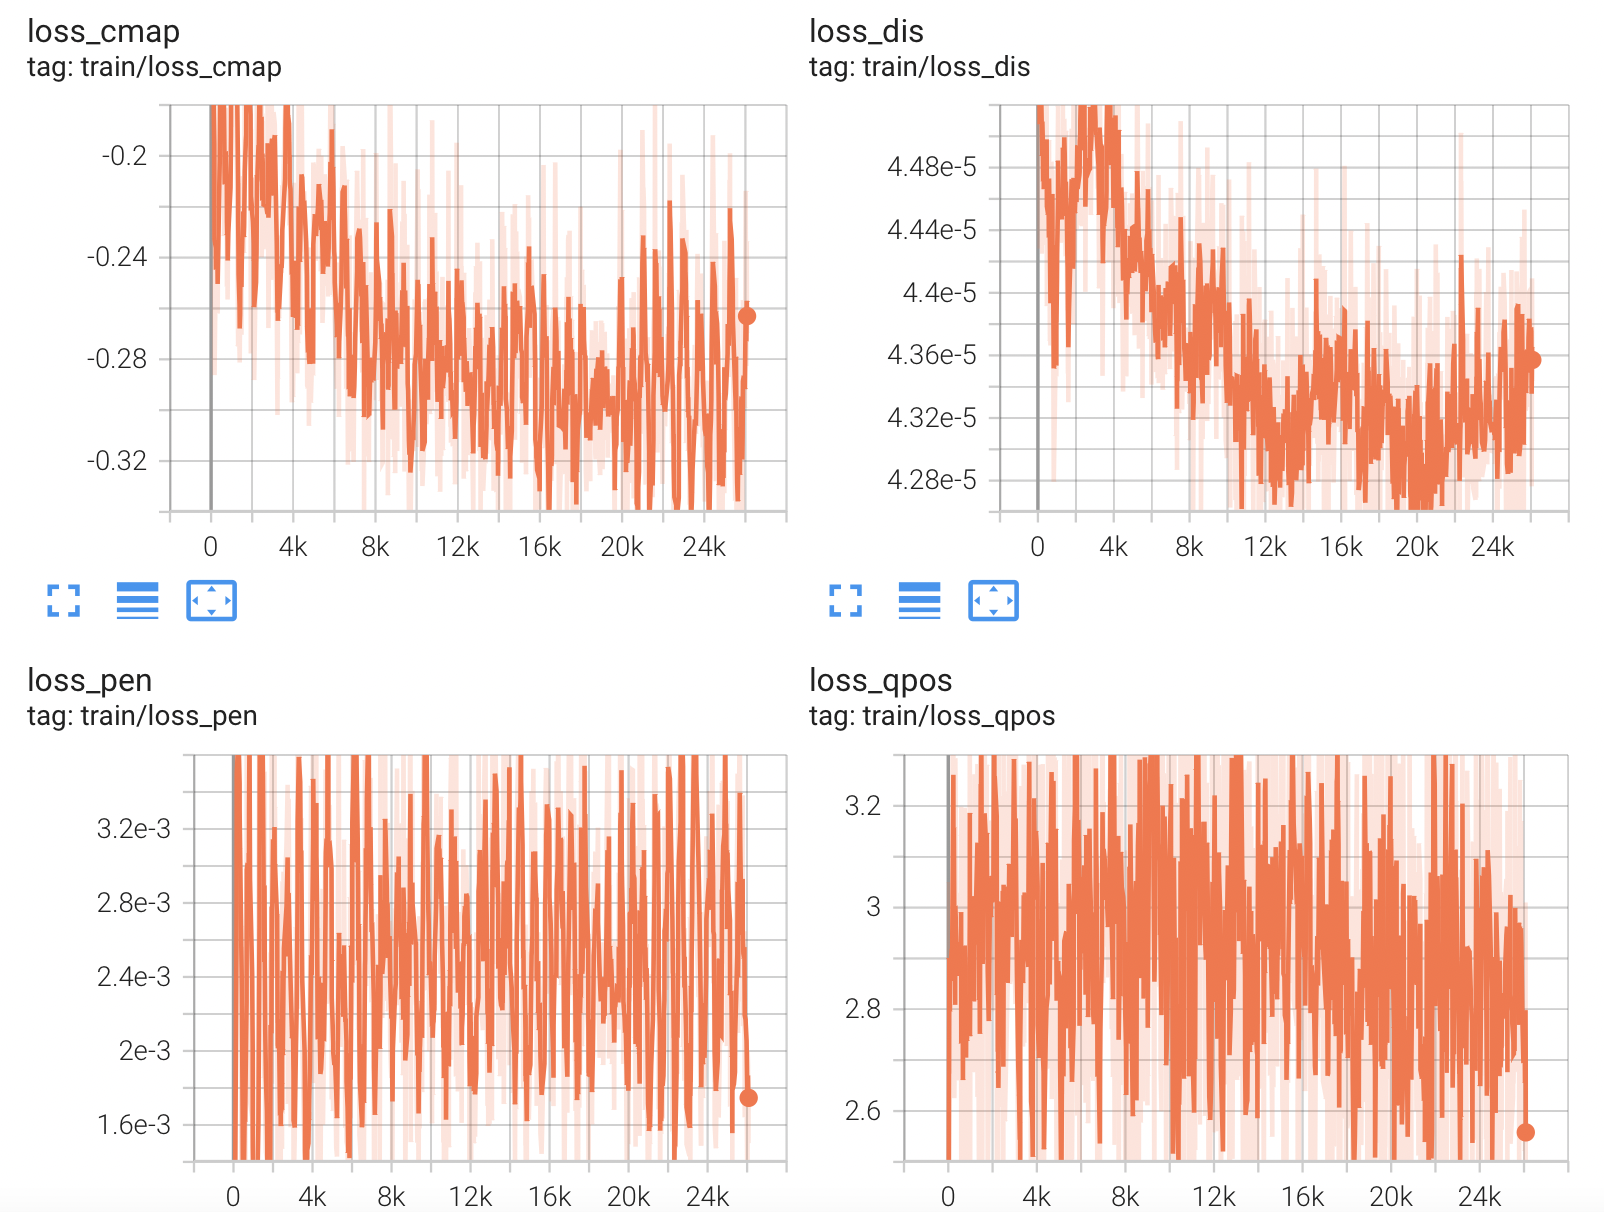 loss_cmap
tag: train/loss_cmap
-0.2
-0.24
-0.28
-0.32
0 4k 8k 12k 16k 20k 24k
loss_dis
tag: train/loss_dis
4.48e-5
4.44e-5
4.4e-5
4.36e-5
4.32e-5
4.28e-5
0 4k 8k 12k 16k 20k 24k
loss_pen
tag: train/loss_pen
3.2e-3
2.8e-3
2.4e-3
2e-3
1.6e-3
0 4k 8k 12k 16k 20k 24k
loss_qpos
tag: train/loss_qpos
3.2
3
2.8
2.6
0 4k 8k 12k 16k 20k 24k